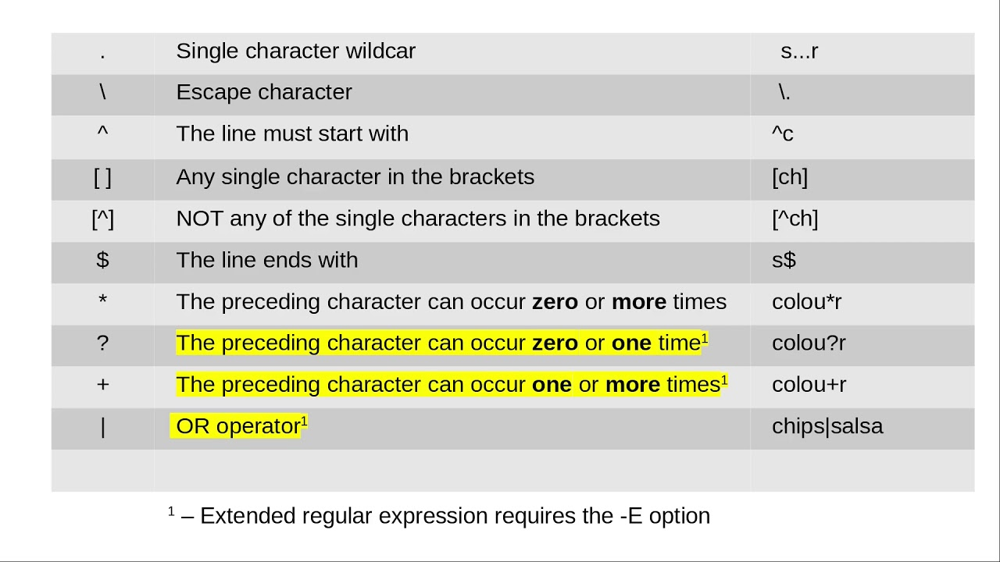 . Single character wildcar s...r
\ Escape character \.
^ The line must start with ^c
[ ] Any single character in the brackets [ch]
[^] NOT any of the single characters in the brackets [^ch]
$ The line ends with s$
* The preceding character can occur zero or more times colou*r
? The preceding character can occur zero or one time¹ colou?r
+ The preceding character can occur one or more times¹ colou+r
| OR operator¹ chips|salsa
¹ – Extended regular expression requires the -E option